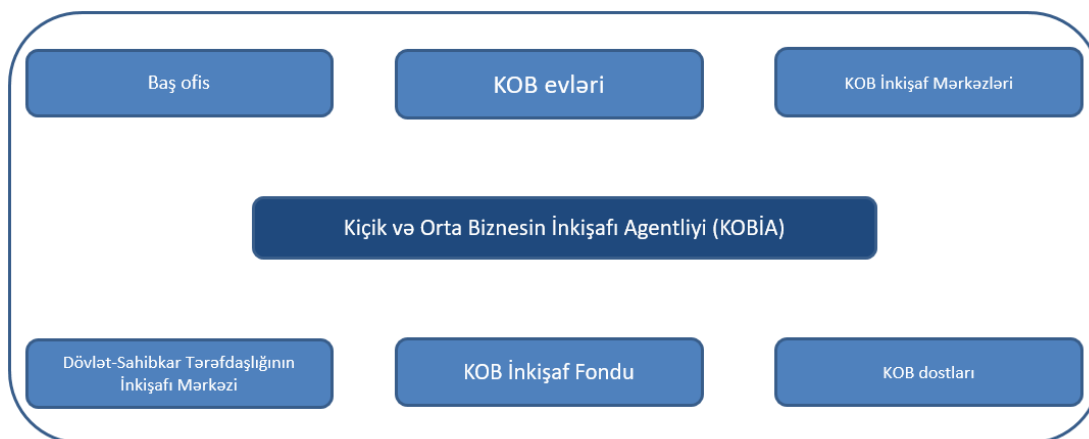 Baş ofis
KOB evləri
KOB İnkişaf Mərkəzləri
Kiçik və Orta Biznesin İnkişafı Agentliyi (KOBİA)
Dövlət-Sahibkar Tərəfdaşlığının
İnkişafı Mərkəzi
KOB İnkişaf Fondu
KOB dostları